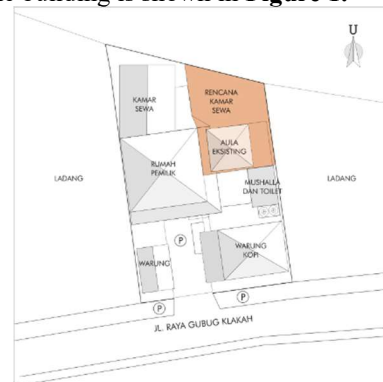 building is shown in Figure 1.
U
KAMAR
SEWA
RENCANA
KAMAR
SEWA
AULA
EKSISTING
RUMAH
PEMILIK
LADANG
MUSHALLA
DAN TOILET
LADANG
P
WARUNG
KOPI
WARUNG
P
P
JL. RAYA GUBUG KLAKAH